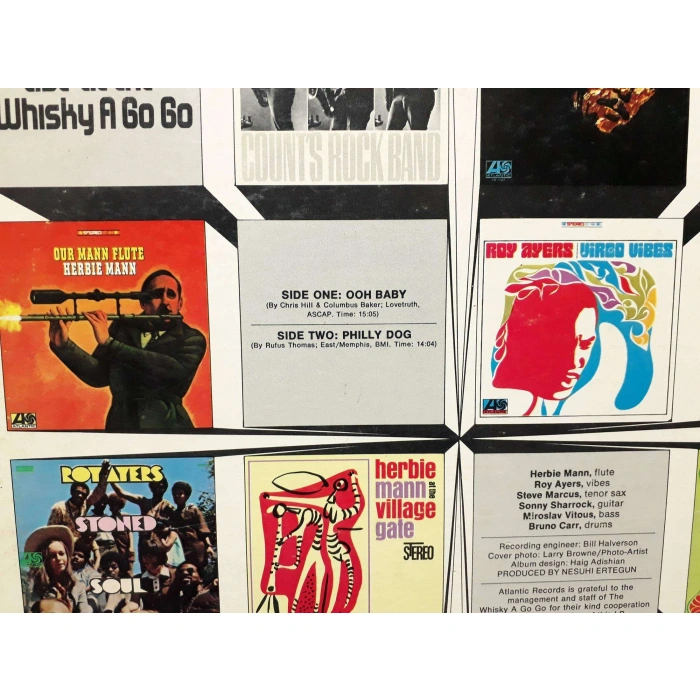 Whisky A Go Go
COUNT'S ROCK BAND
ATLANTIC
STEREO
OUR MANN FLUTE
HERBIE MANN
ATLANTIC
SIDE ONE: OOH BABY
(By Chris Hill & Columbus Baker; Lovetruth,
ASCAP. Time: 15:05)
SIDE TWO: PHILLY DOG
(By Rufus Thomas; East/Memphis, BMI. Time: 14:04)
STEREO
ROY AYERS VIRGO VIBES
ATLANTIC
ROY AYERS
STONED
SOUL
herbie
mann
at the
village
gate
STEREO
Herbie Mann, flute
Roy Ayers, vibes
Steve Marcus, tenor sax
Sonny Sharrock, guitar
Miroslav Vitous, bass
Bruno Carr, drums
Recording engineer: Bill Halverson
Cover photo: Larry Browne/Photo-Artist
Album design: Haig Adishian
PRODUCED BY NESUHI ERTEGUN
Atlantic Records is grateful to the
management and staff of The
Whisky A Go Go for their kind cooperation